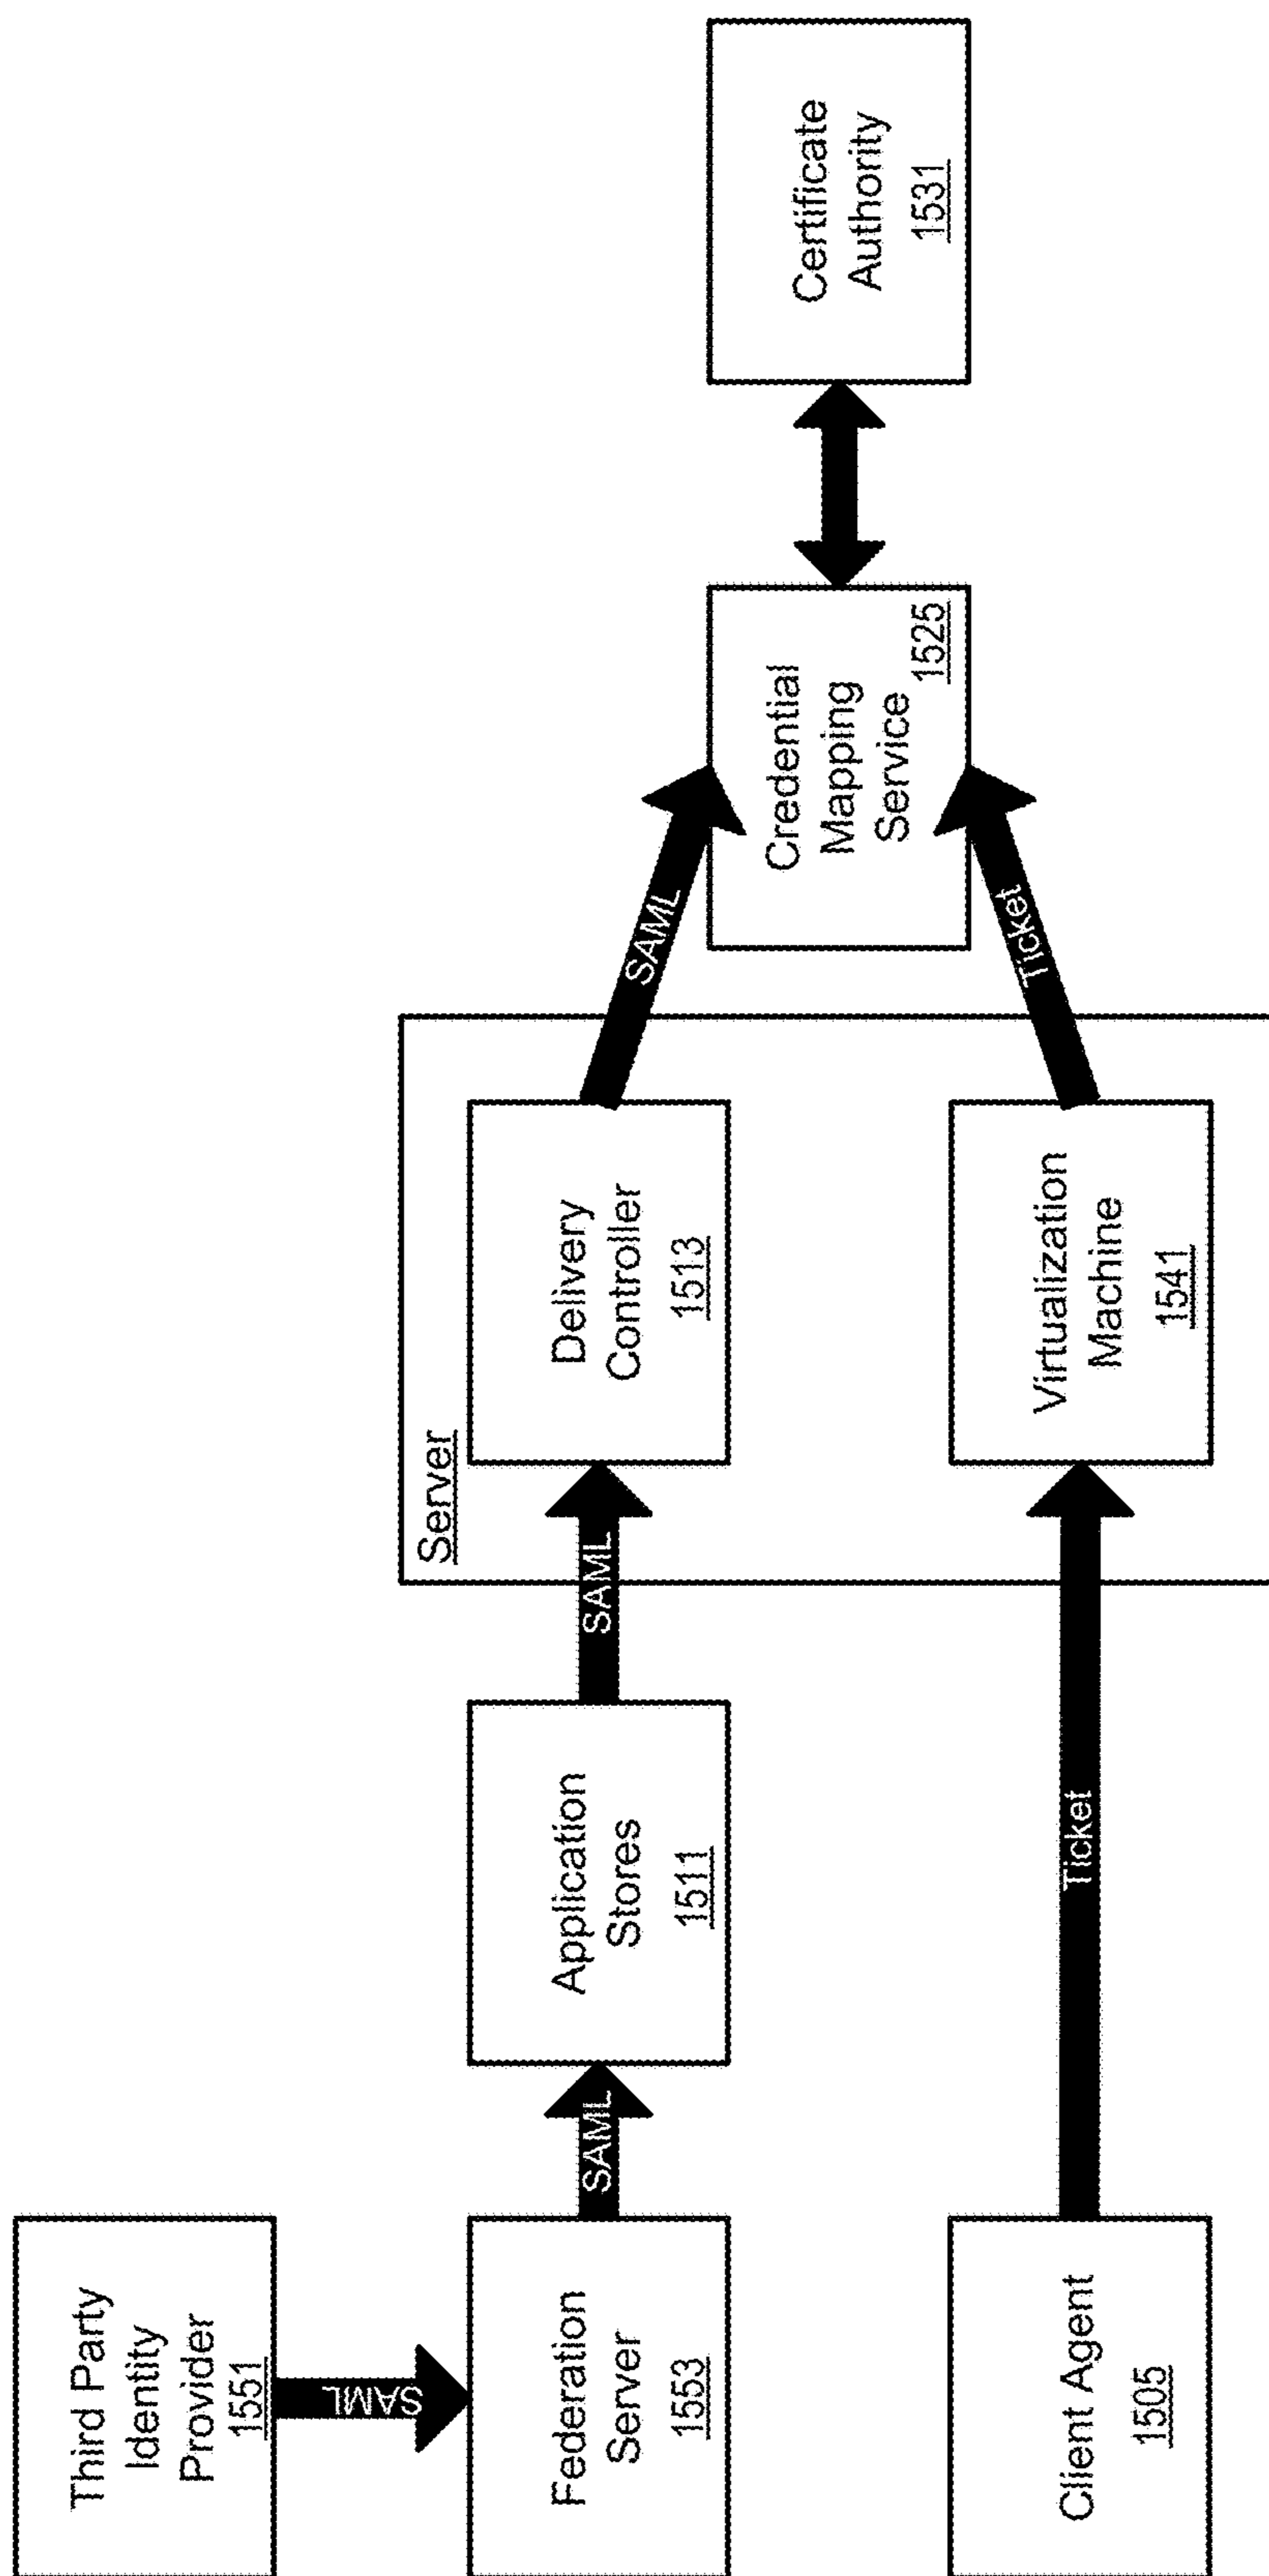 Third Party
Identity
Provider
1551
SAML
Federation
Server
1553
SAML
Application
Stores
1511
SAML
Server
Delivery
Controller
1513
SAML
Credential
Mapping
Service
1525
Certificate
Authority
1531
Client Agent
1505
Ticket
Virtualization
Machine
1541
Ticket